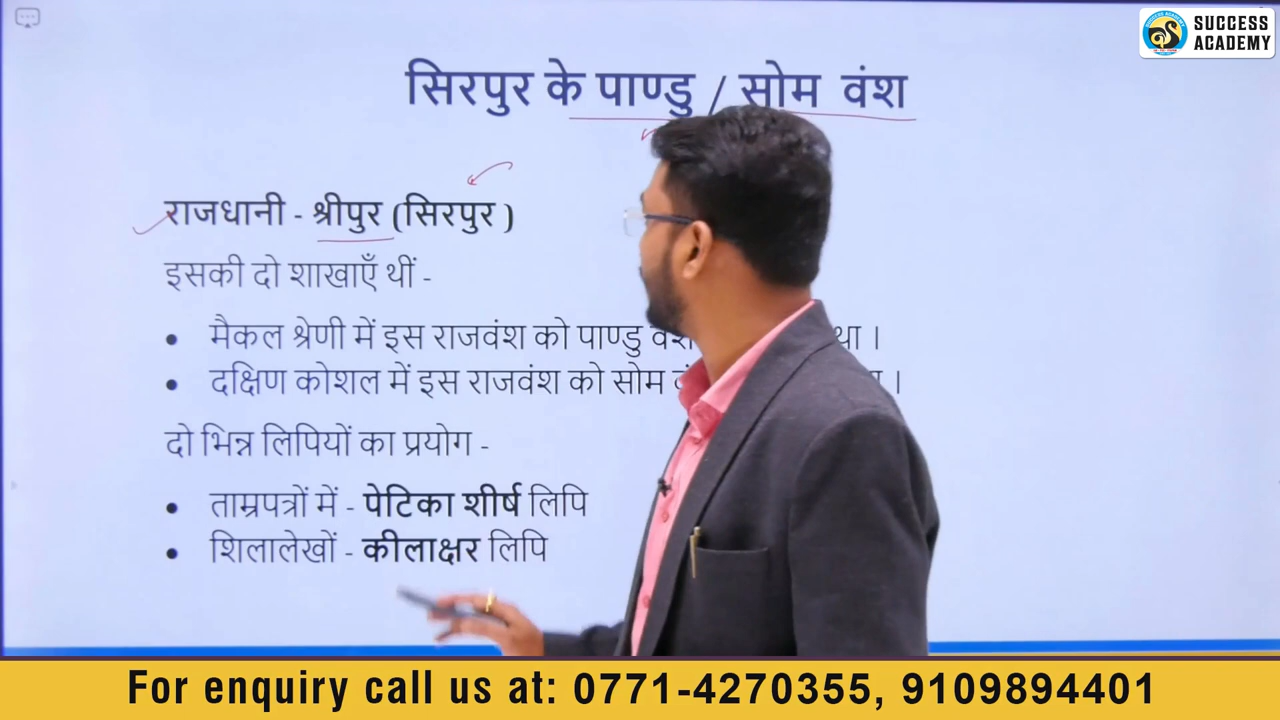 SUCCESS
ACADEMY
सिरपुर के पाण्डु / सोम वंश
राजधानी - श्रीपुर (सिरपुर )
इसकी दो शाखाएँ थीं -
• मैकल श्रेणी में इस राजवंश को पाण्डु था ।
• दक्षिण कोशल में इस राजवंश को सोम ।
दो भिन्न लिपियों का प्रयोग -
• ताम्रपत्रों में - पेटिका शीर्ष लिपि
• शिलालेखों - कीलाक्षर लिपि
For enquiry call us at: 0771-4270355, 9109894401